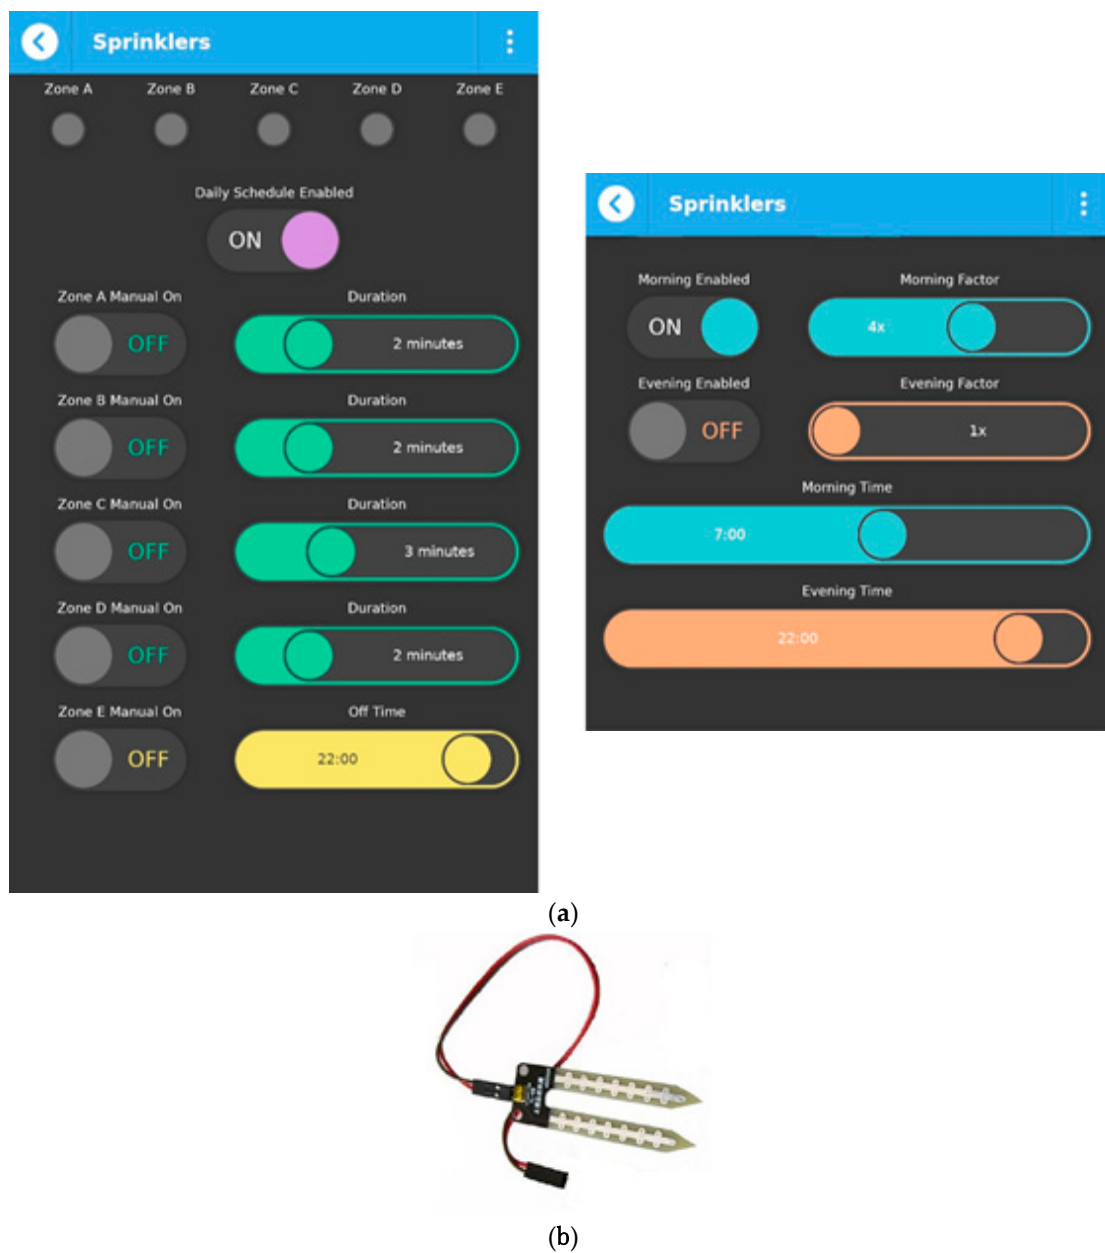 Sprinklers
Zone A Zone B Zone C Zone D Zone E
Daily Schedule Enabled
ON
Zone A Manual On Duration
OFF 2 minutes
Zone B Manual On Duration
OFF 2 minutes
Zone C Manual On Duration
OFF 3 minutes
Zone D Manual On Duration
OFF 2 minutes
Zone E Manual On Off Time
OFF 22:00
Sprinklers
Morning Enabled Morning Factor
ON 4x
Evening Enabled Evening Factor
OFF 1x
Morning Time
7:00
Evening Time
22:00
(a)
(b)